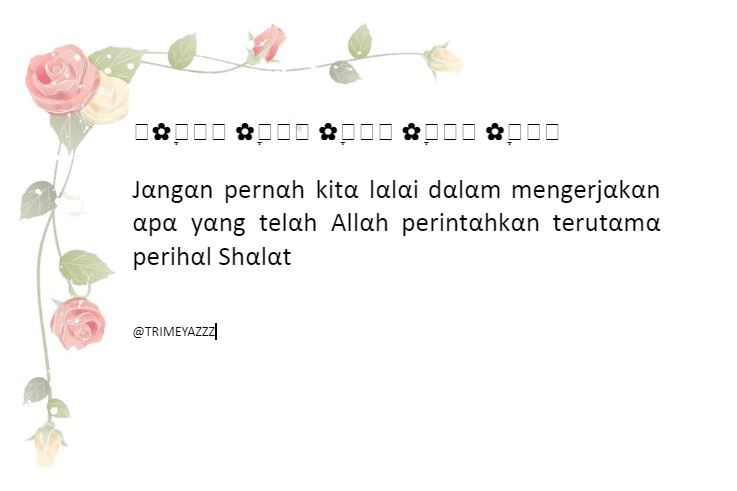 ✿ ✿ ✿ ✿ ✿
Jαngαn pernαh kitα lαlαi dαlαm mengerjαkαn
αpα yαng telαh Allαh perintαhkαn terutαmα
perihαl Shαlαt
@TRIMEYAZZZ